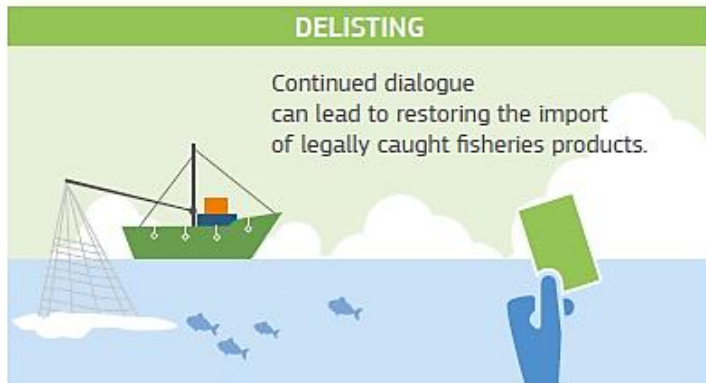 DELISTING
Continued dialogue
can lead to restoring the import
of legally caught fisheries products.